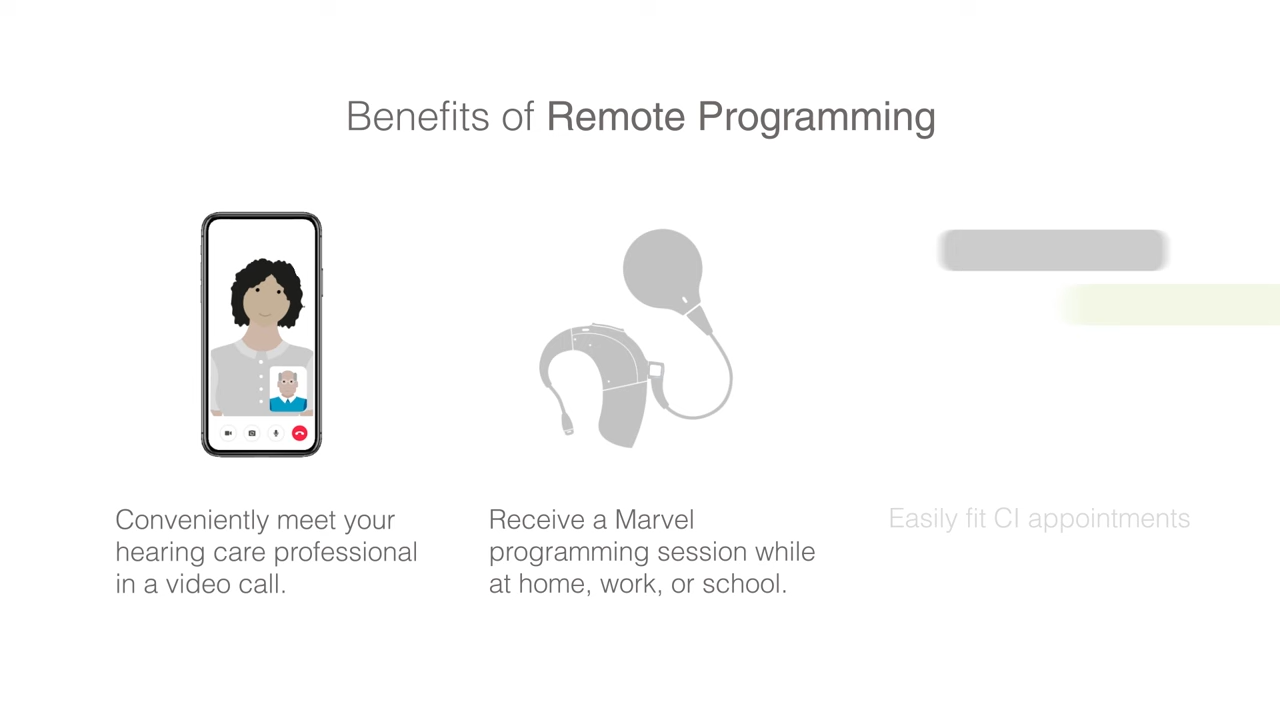 Benefits of Remote Programming
Conveniently meet your
hearing care professional
in a video call.
Receive a Marvel
programming session while
at home, work, or school.
Easily fit CI appointments